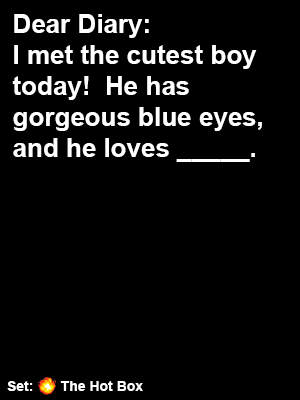 Dear Diary:
I met the cutest boy
today!  He has
gorgeous blue eyes,
and he loves _____.
Set: The Hot Box